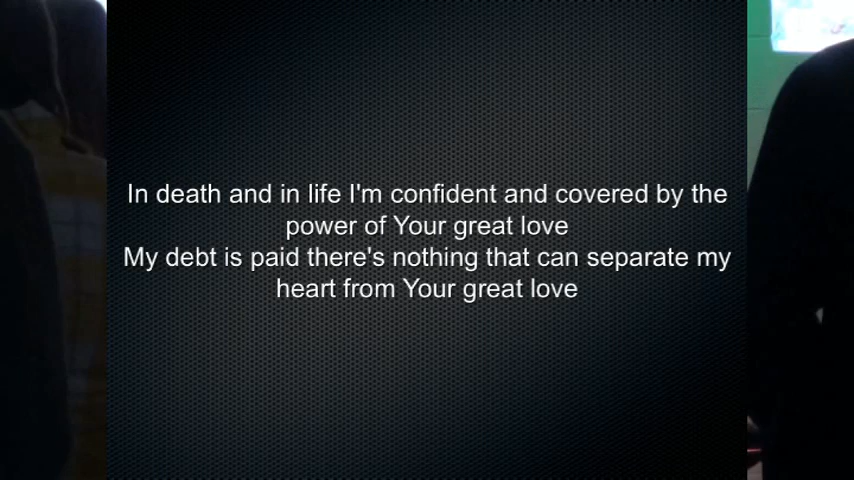 In death and in life I'm confident and covered by the
power of Your great love
My debt is paid there's nothing that can separate my
heart from Your great love